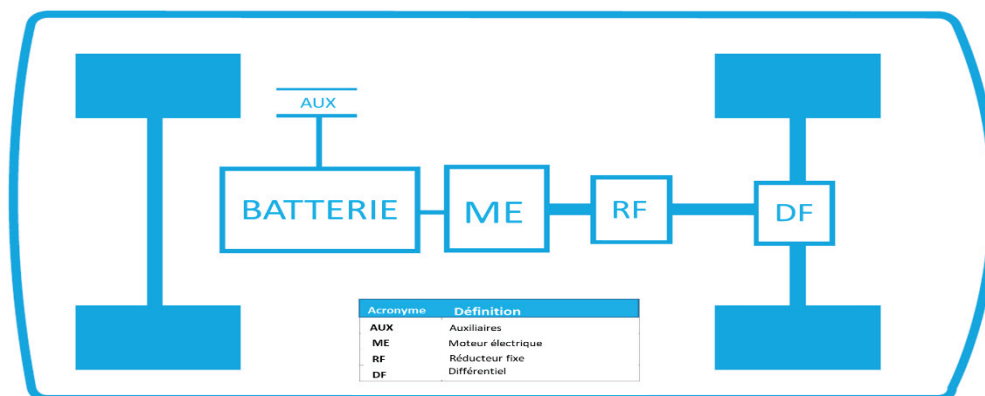 AUX
BATTERIE
ME
RF
DF
Acronyme Définition
AUX Auxiliaires
ME Moteur électrique
RF Réducteur fixe
DF Différentiel